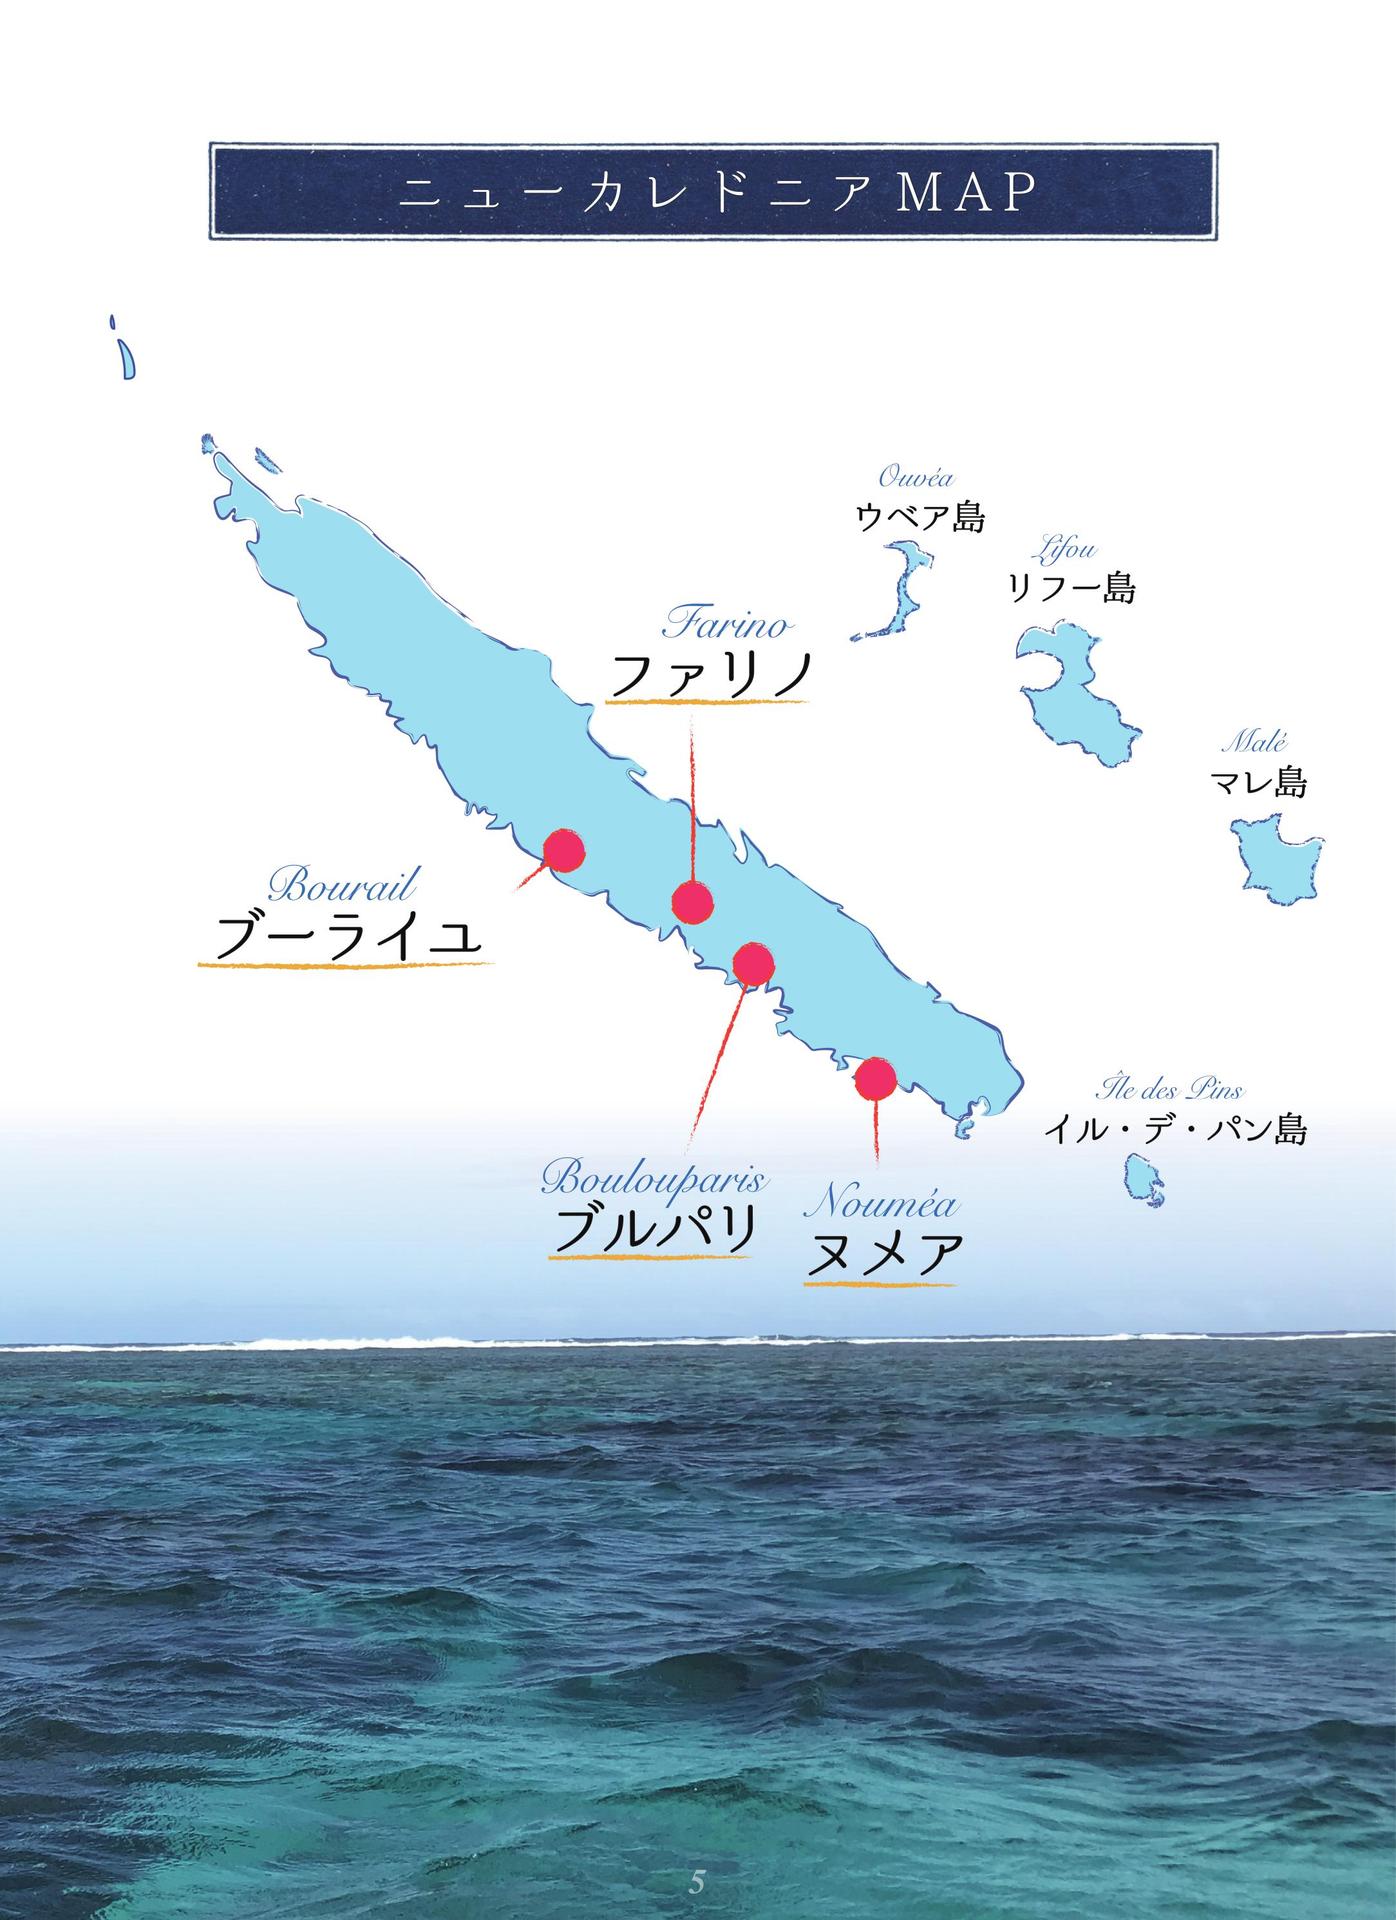 ニューカレドニアMAP
Ouvéa
ウベア島
Lifou
リフー島
Farino
ファリノ
Malé
マレ島
Bourail
ブーライユ
Île des Pins
イル・デ・パン島
Boulouparis
ブルパリ
Nouméa
ヌメア
5